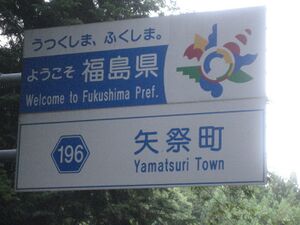 うつくしま、ふくしま。
ようこそ 福島県
Welcome to Fukushima Pref.
196
矢祭町
Yamatsuri Town